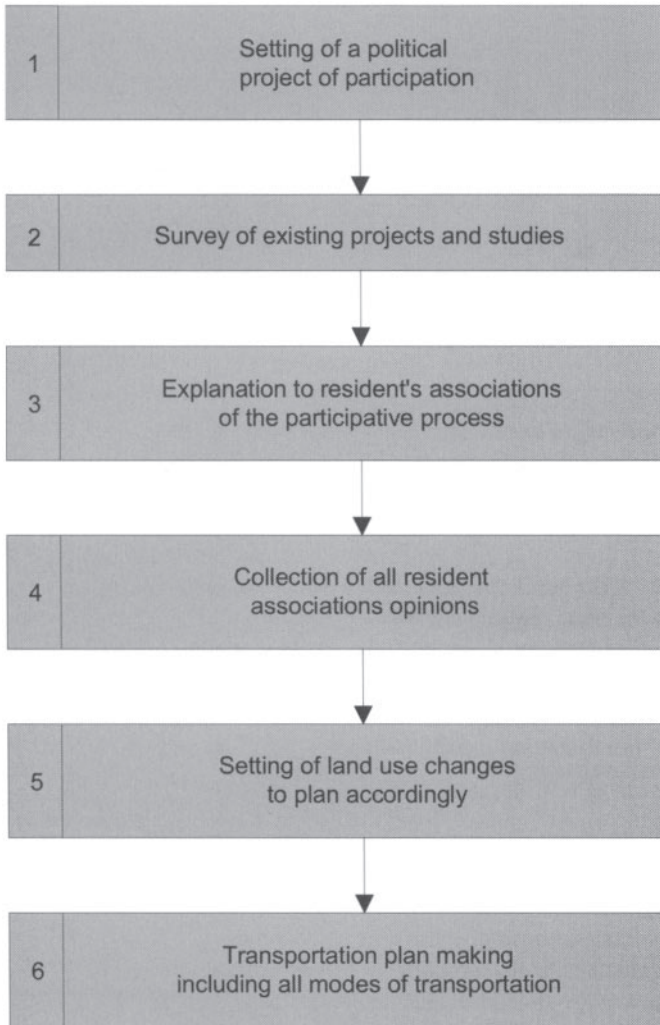 1
Setting of a political
project of participation
2
Survey of existing projects and studies
3
Explanation to resident's associations
of the participative process
4
Collection of all resident
associations opinions
5
Setting of land use changes
to plan accordingly
6
Transportation plan making
including all modes of transportation